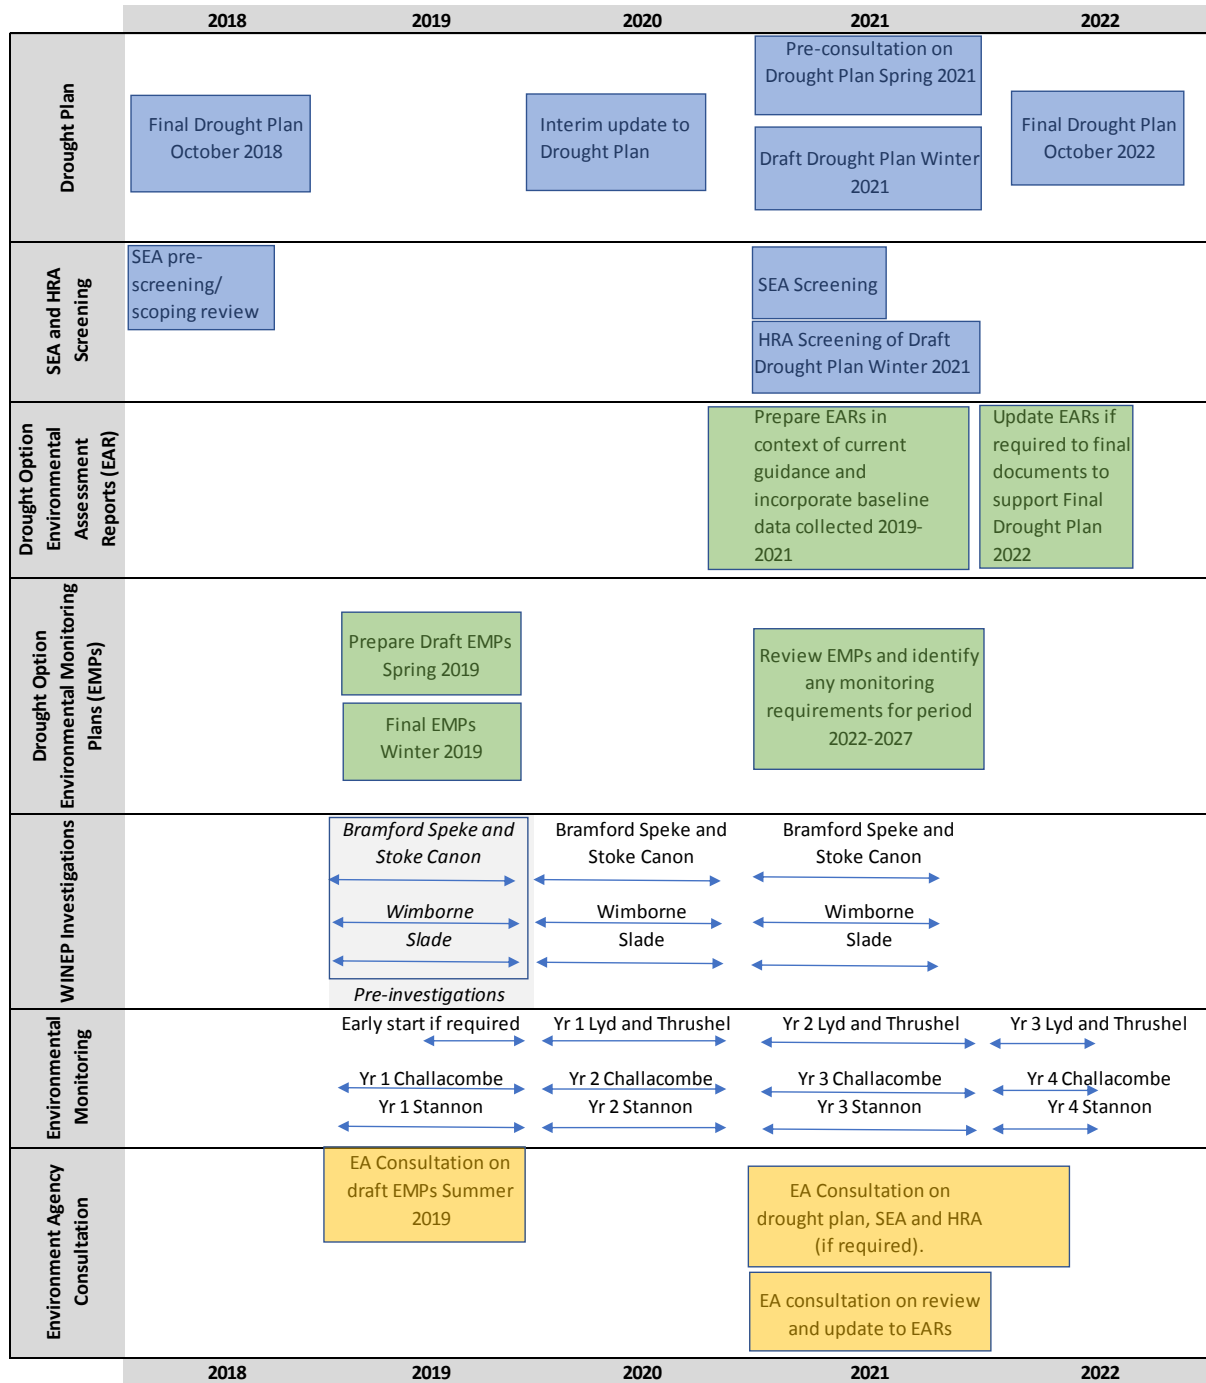 2018 2019 2020 2021 2022
Drought Plan
Final Drought Plan
October 2018
Interim update to
Drought Plan
Pre-consultation on
Drought Plan Spring 2021
Draft Drought Plan Winter
2021
Final Drought Plan
October 2022
SEA and HRA
Screening
SEA pre-
screening/
scoping review
SEA Screening
HRA Screening of Draft
Drought Plan Winter 2021
Drought Option
Environmental
Assessment
Reports (EAR)
Prepare EARs in
context of current
guidance and
incorporate baseline
data collected 2019-
2021
Update EARs if
required to final
documents to
support Final
Drought Plan
2022
Drought Option
Environmental Monitoring
Plans (EMPs)
Prepare Draft EMPs
Spring 2019
Final EMPs
Winter 2019
Review EMPs and identify
any monitoring
requirements for period
2022-2027
WINEP Investigations
Bramford Speke and
Stoke Canon
Wimborne
Slade
Pre-investigations
Bramford Speke and
Stoke Canon
Wimborne
Slade
Bramford Speke and
Stoke Canon
Wimborne
Slade
Environmental
Monitoring
Early start if required
Yr 1 Lyd and Thrushel
Yr 2 Lyd and Thrushel
Yr 3 Lyd and Thrushel
Yr 1 Challacombe
Yr 2 Challacombe
Yr 3 Challacombe
Yr 4 Challacombe
Yr 1 Stannon
Yr 2 Stannon
Yr 3 Stannon
Yr 4 Stannon
Environment Agency
Consultation
EA Consultation on
draft EMPs Summer
2019
EA Consultation on
drought plan, SEA and HRA
(if required).
EA consultation on review
and update to EARs
2018 2019 2020 2021 2022